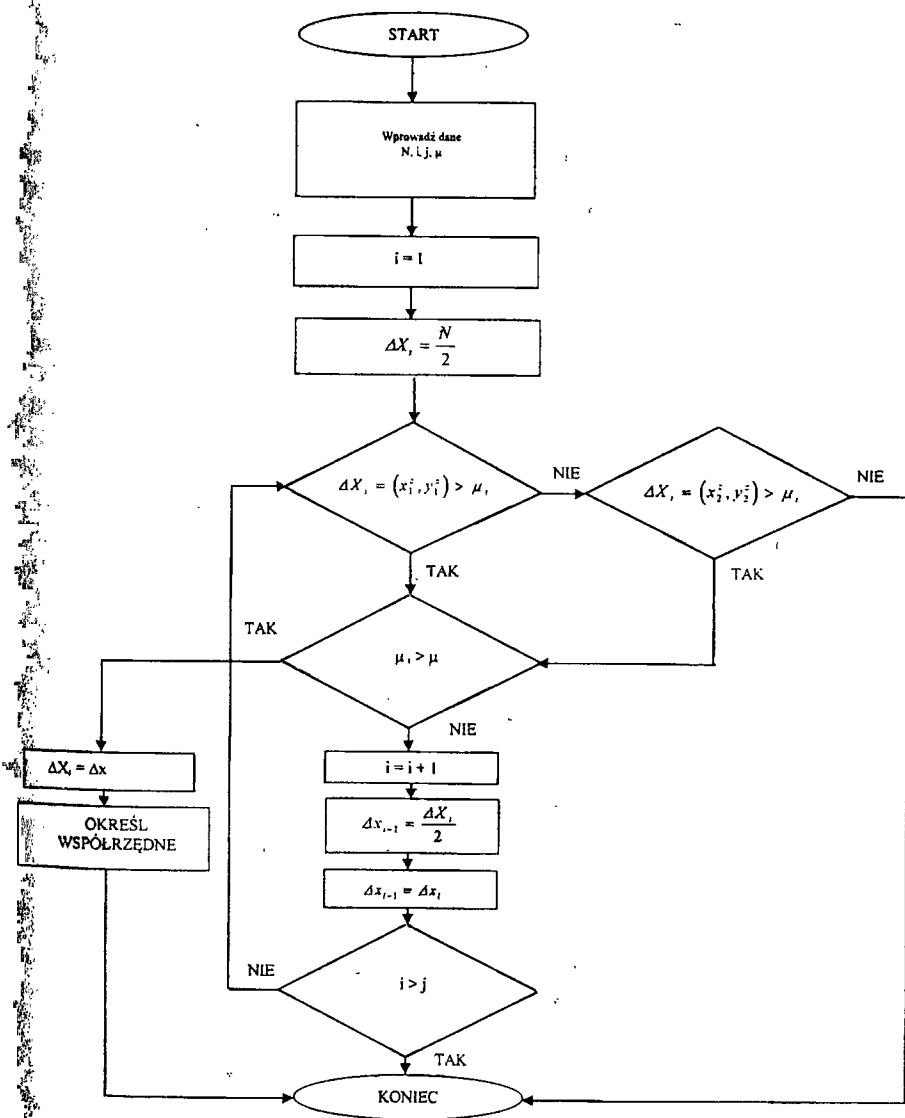 START
Wprowadź dane
N, i, j, μ
i = 1
ΔX_i = N/2
ΔX_i = (x_1^z, y_1^z) > μ_i
NIE
ΔX_i = (x_2^z, y_2^z) > μ_i
NIE
TAK
TAK
TAK
μ_i > μ
NIE
ΔX_i = Δx
i = i + 1
OKREŚL
WSPÓŁRZĘDNE
Δx_{i-1} = ΔX_i/2
Δx_{i-1} = Δx_i
NIE
i > j
TAK
KONIEC